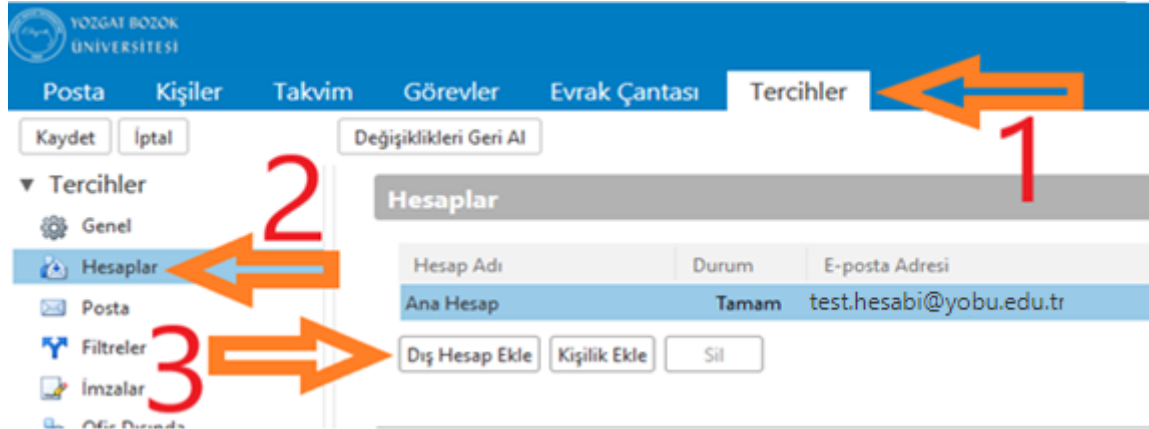 YOZGAT BOZOK
ÜNİVERSİTESİ
Posta Kişiler Takvim Görevler Evrak Çantası Tercihler
1
Kaydet İptal Değişiklikleri Geri Al
2
Tercihler
Hesaplar
Genel
Hesaplar
Hesap Adı Durum E-posta Adresi
Ana Hesap Tamam test.hesabi@yobu.edu.tr
Posta
3
Filtreler
Dış Hesap Ekle Kişilik Ekle Sil
İmzalar
Ofis Dışında